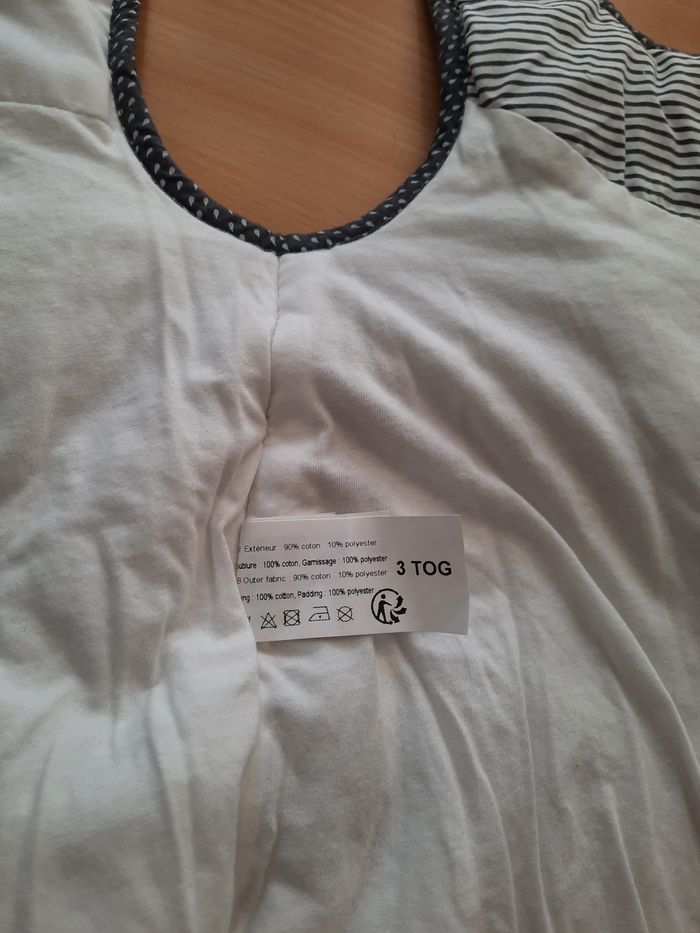 Extérieur 90% coton 10% polyester
ublure : 100% coton, Garnissage : 100% polyester
3 TOG
B Outer fabric 90% coton 10% polyester
ing : 100% cotton, Padding : 100% polyester